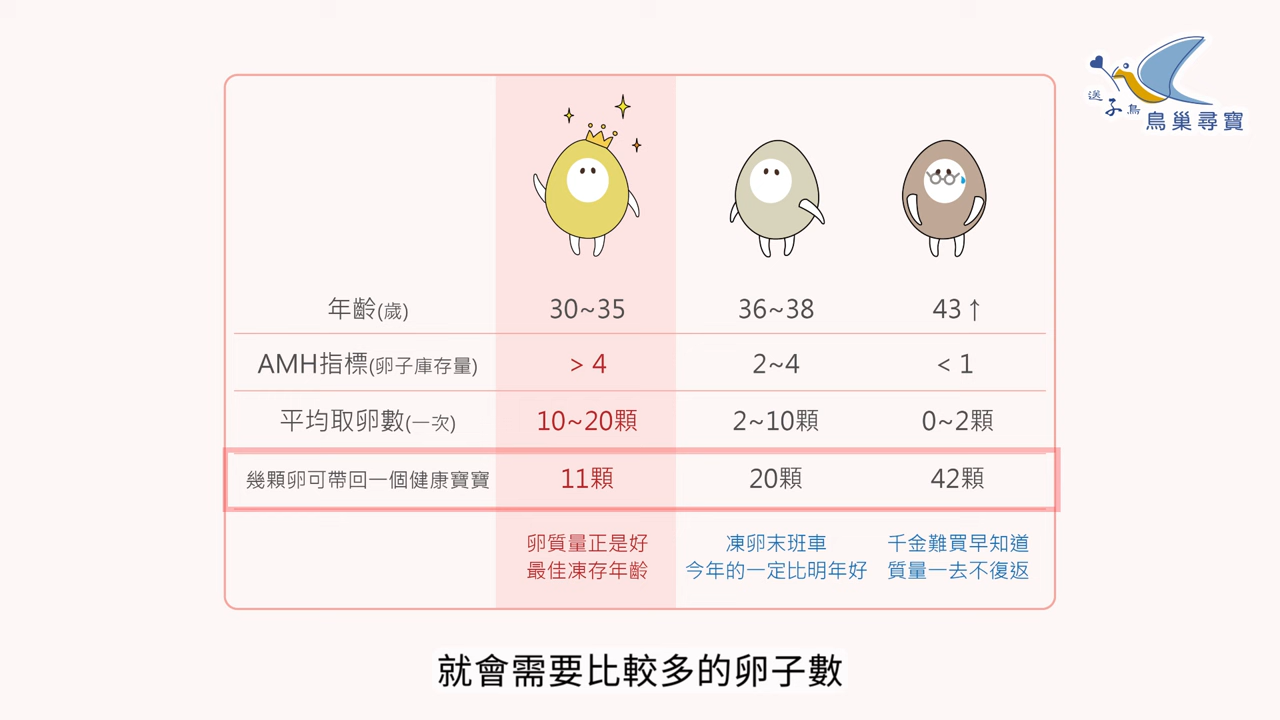 送子鳥
鳥巢尋寶
年齡(歲) 30~35 36~38 43↑
AMH指標(卵子庫存量) > 4 2~4 < 1
平均取卵數(一次) 10~20顆 2~10顆 0~2顆
幾顆卵可帶回一個健康寶寶 11顆 20顆 42顆
卵質量正是好 凍卵末班車 千金難買早知道
最佳凍存年齡 今年的一定比明年好 質量一去不復返
就會需要比較多的卵子數